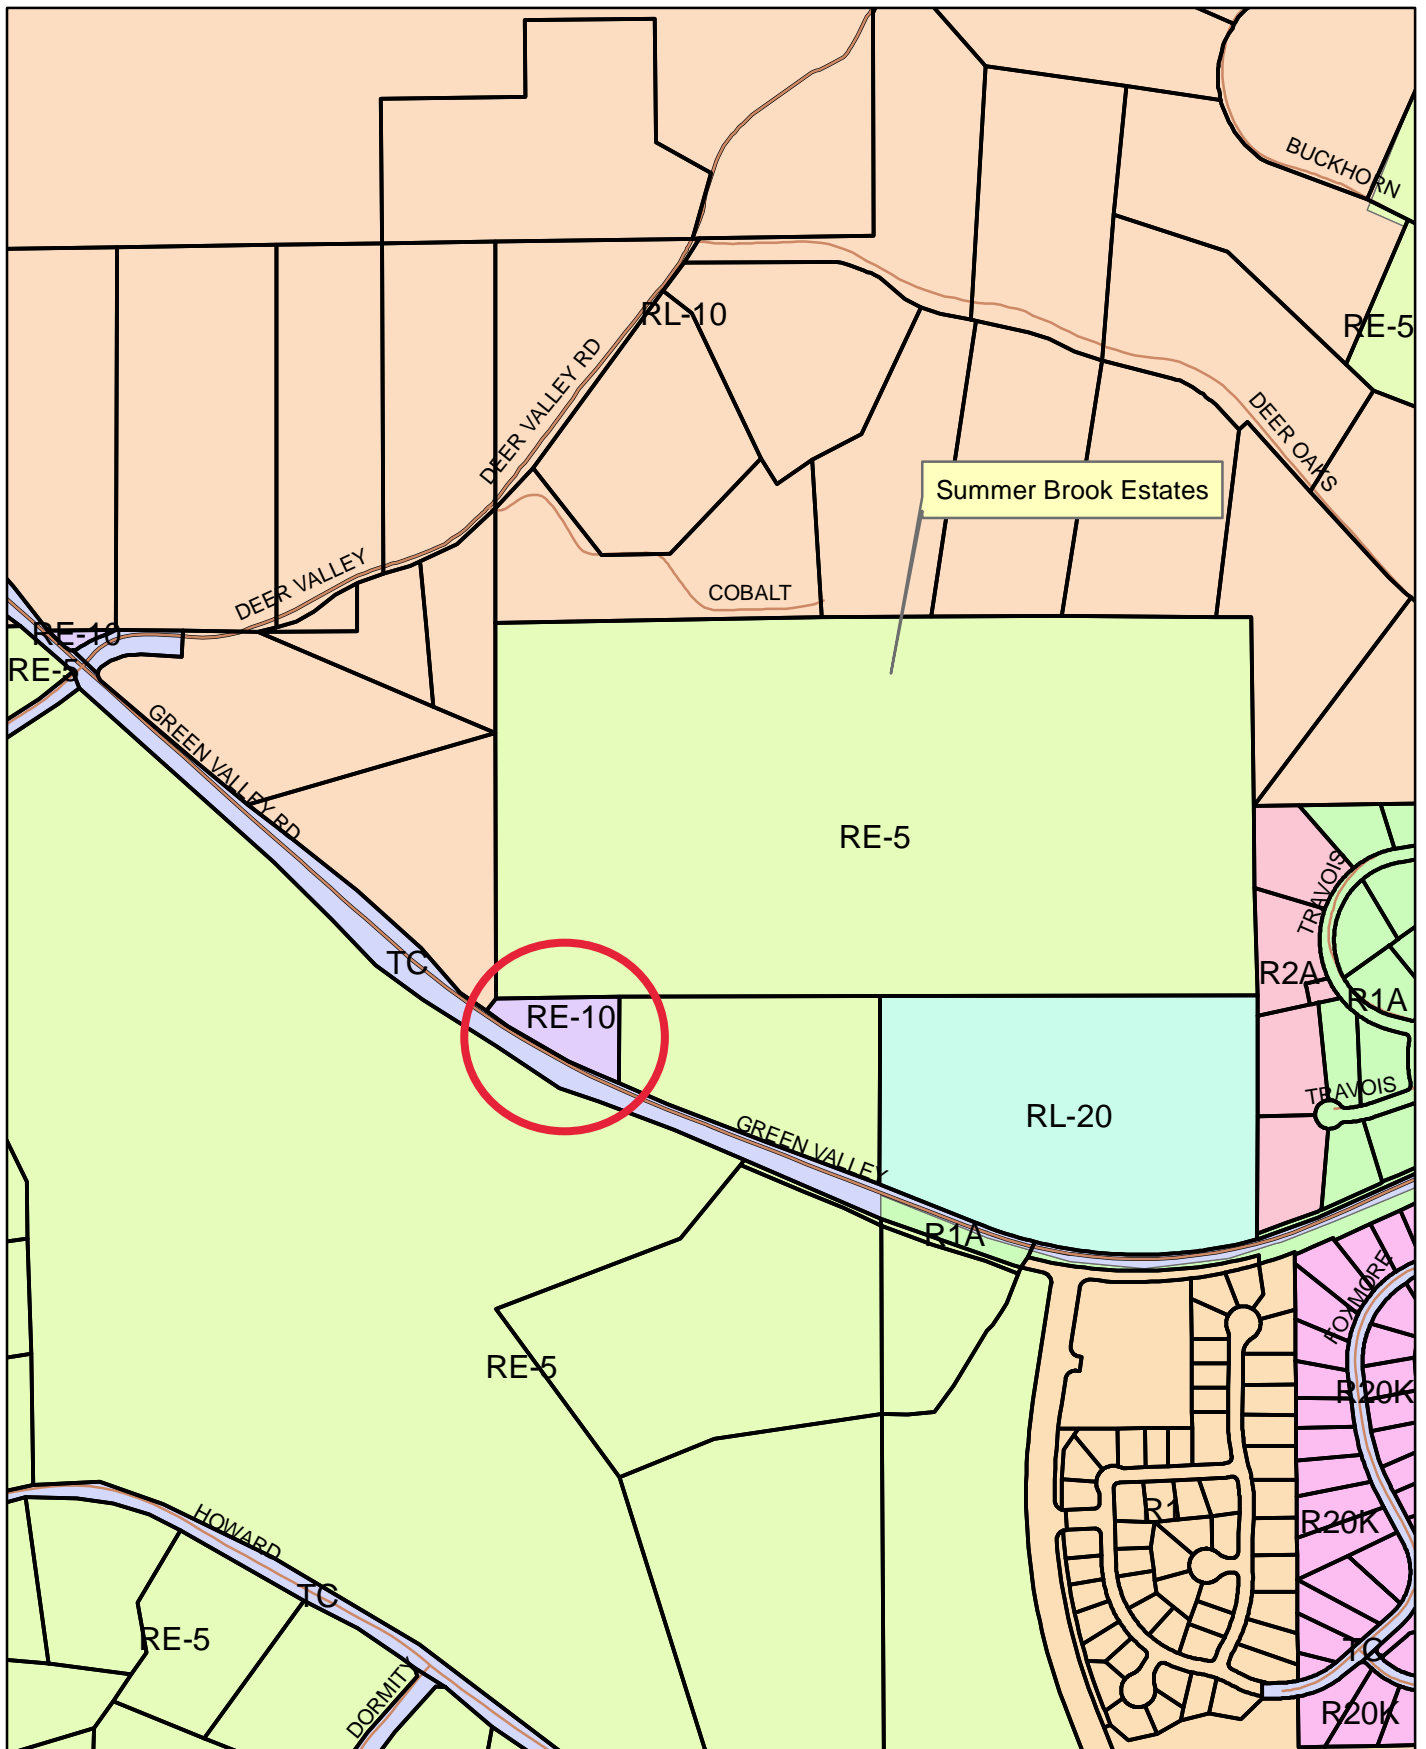 BUCKHORN
RL-10
RE-5
DEER VALLEY RD
DEER OAKS
Summer Brook Estates
DEER VALLEY
COBALT
RE-10
RE-5
GREEN VALLEY RD
RE-5
TRAVOIS
TC
R2A
R1A
RE-10
TRAVOIS
RL-20
GREEN VALLEY
R1A
FOXMORE
RE-5
R20K
R1
R20K
HOWARD
TC
RE-5
TC
DORMITY
R20K